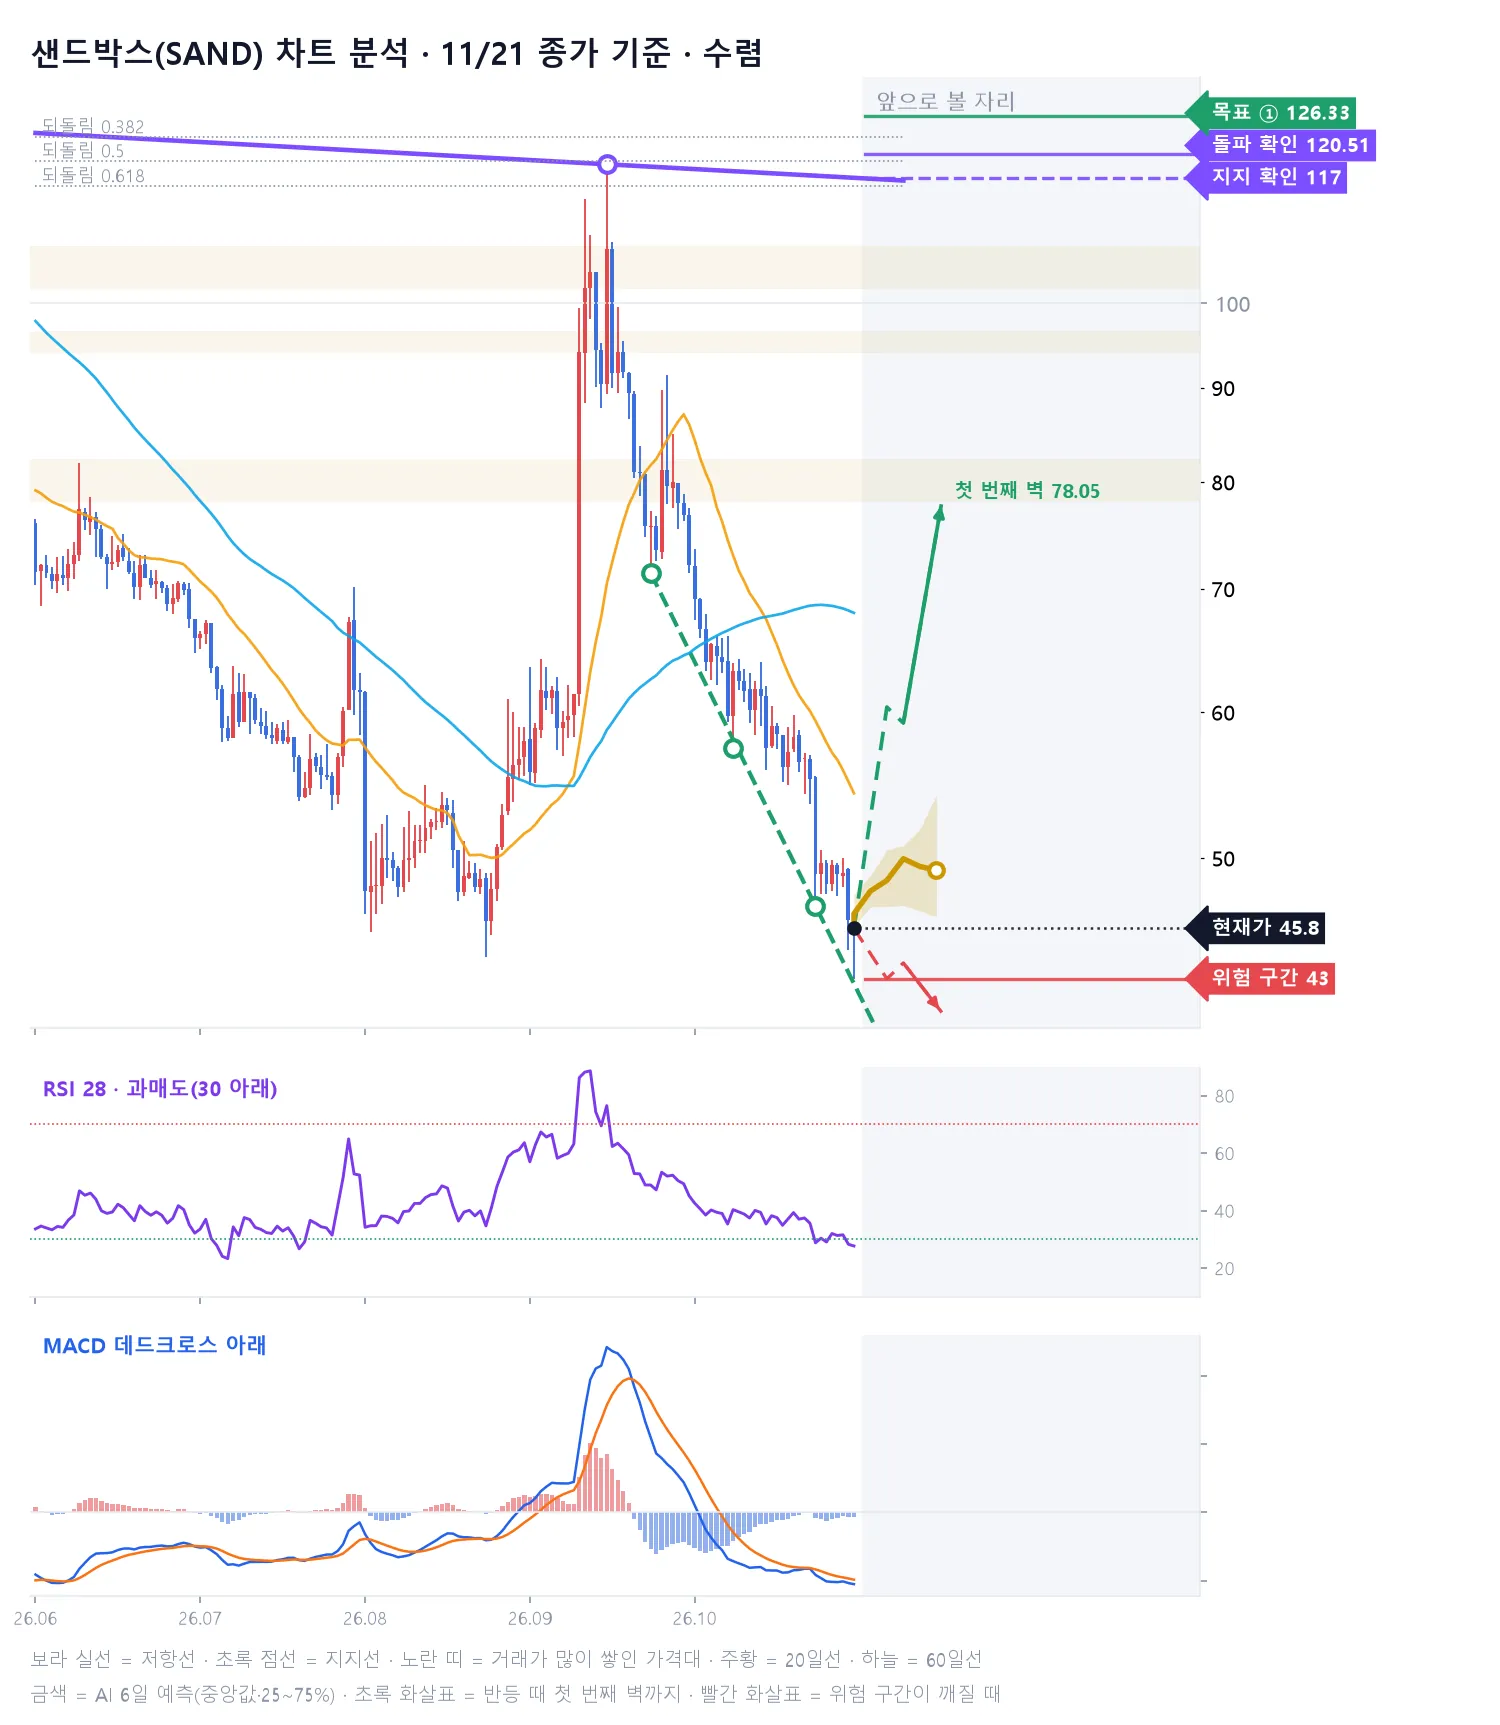 샌드박스(SAND) 차트 분석 · 11/21 종가 기준 · 수렴
앞으로 볼 자리
목표 ① 126.33
되돌림 0.382
돌파 확인 120.51
되돌림 0.5
되돌림 0.618
지지 확인 117
100
90
첫 번째 벽 78.05
80
70
60
50
현재가 45.8
위험 구간 43
RSI 28 · 과매도(30 아래)
80
60
40
20
MACD 데드크로스 아래
26.06
26.07
26.08
26.09
26.10
보라 실선 = 저항선 · 초록 점선 = 지지선 · 노란 띠 = 거래가 많이 쌓인 가격대 · 주황 = 20일선 · 하늘 = 60일선
금색 = AI 6일 예측(중앙값·25~75%) · 초록 화살표 = 반등 때 첫 번째 벽까지 · 빨간 화살표 = 위험 구간이 깨질 때